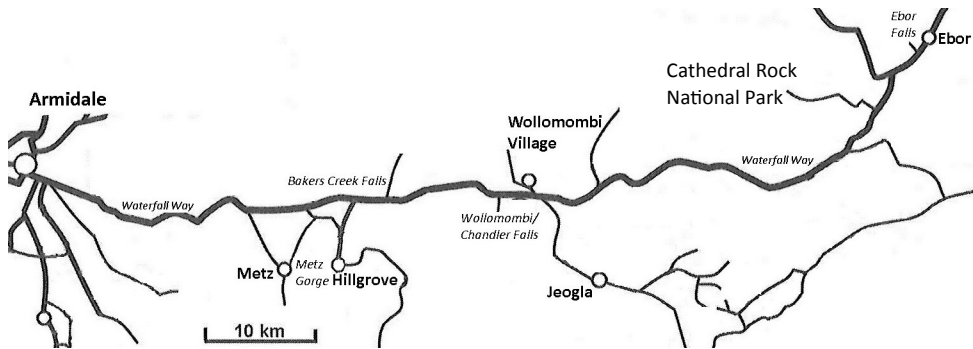 Ebor
Falls
Ebor
Cathedral Rock
National Park
Armidale
Wollomombi
Village
Waterfall Way
Bakers Creek Falls
Waterfall Way
Wollomombi/
Chandler Falls
Metz
Metz
Gorge
Hillgrove
Jeogla
10 km